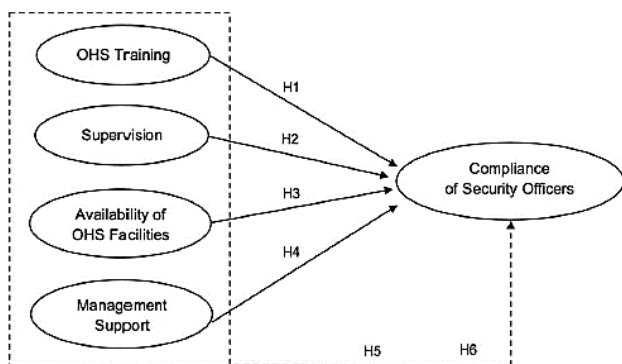 OHS Training
H1
Supervision
H2
Compliance
of Security Officers
Availability of
OHS Facilities
H3
H4
Management
Support
H5
H6